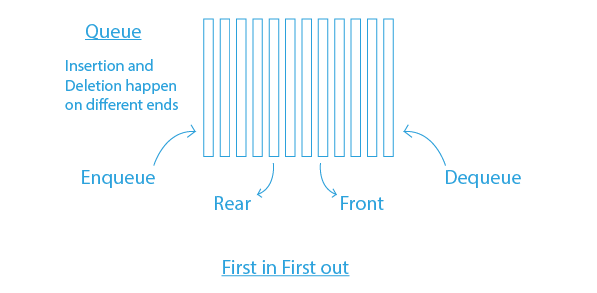 Queue
Insertion and
Deletion happen
on different ends
Enqueue
Dequeue
Rear
Front
First in First out